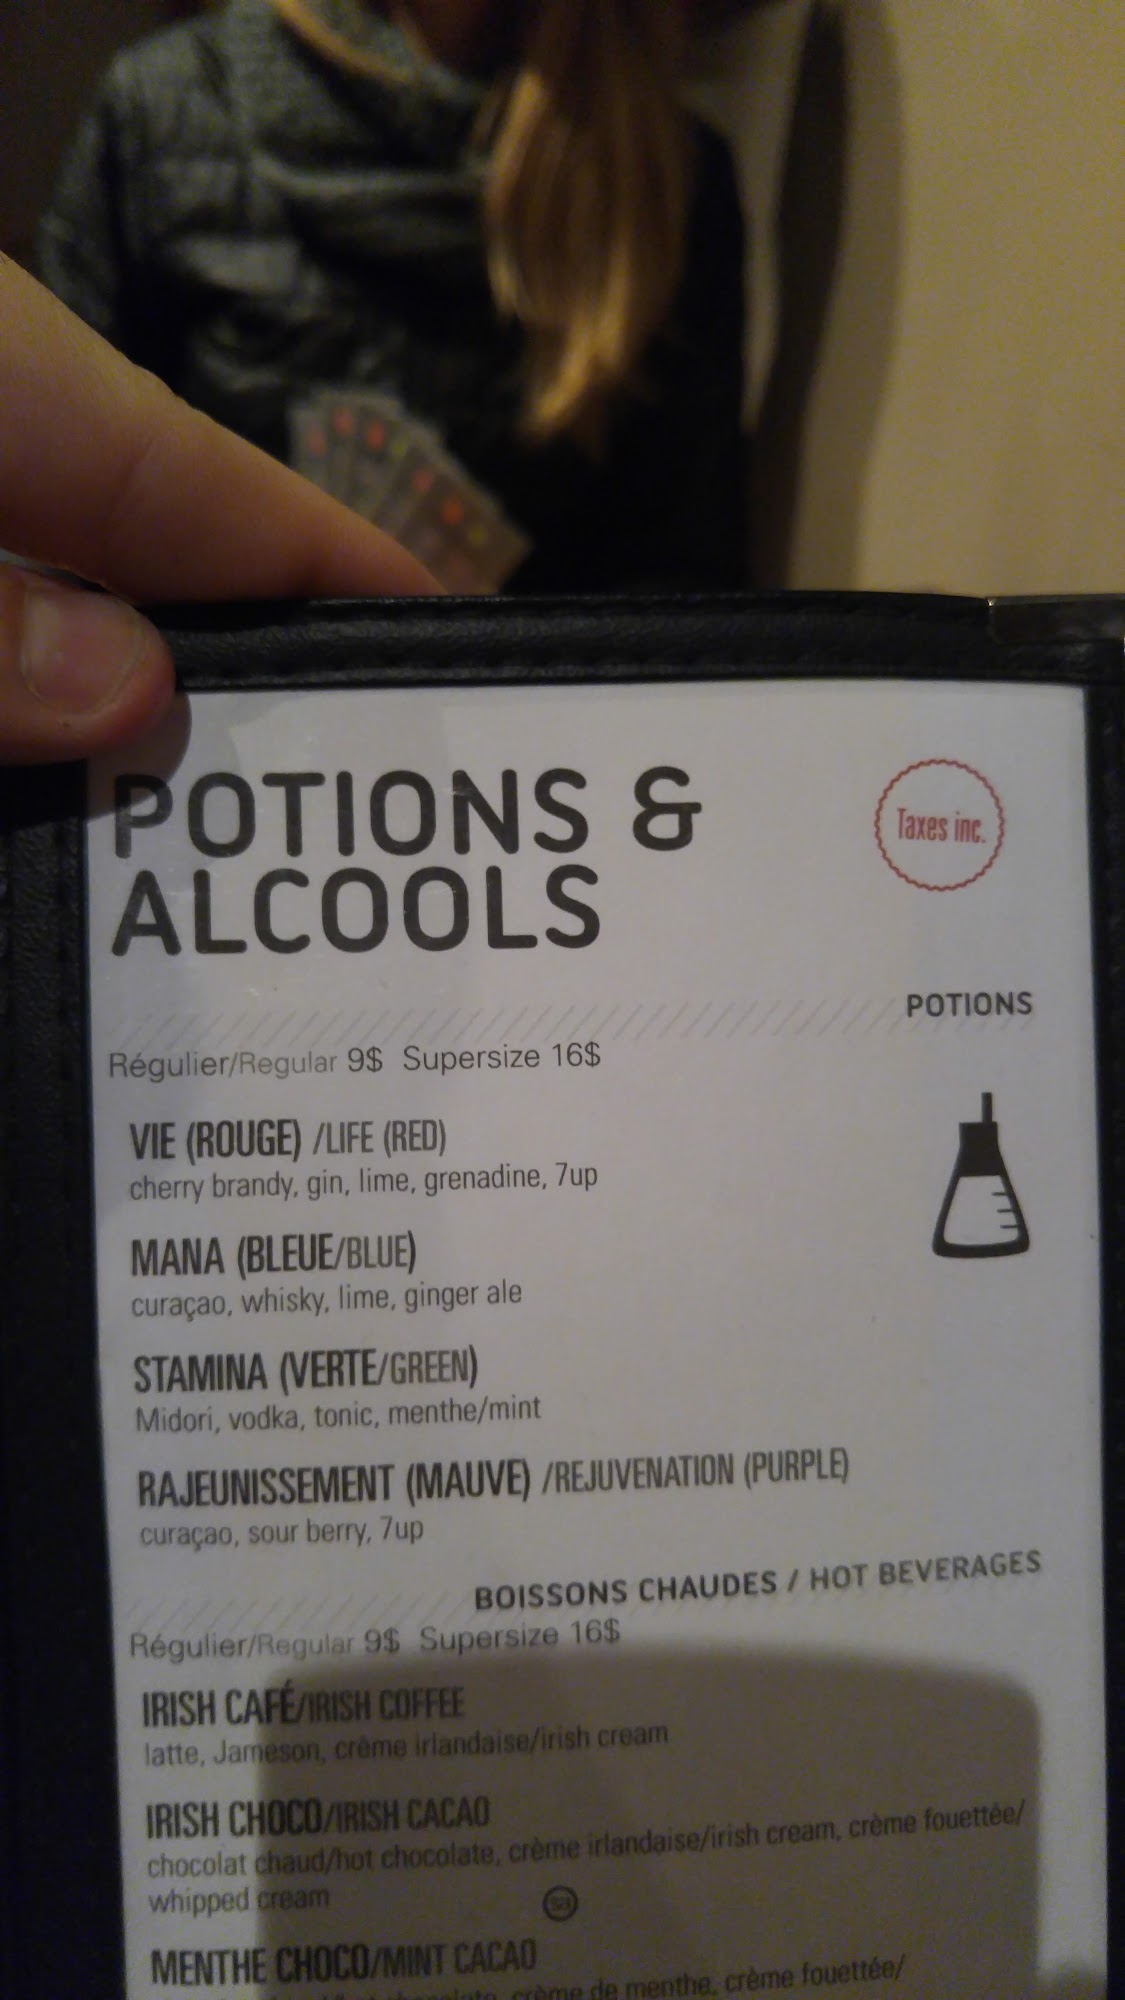 POTIONS &
ALCOOLS
Taxes inc.
POTIONS
Régulier/Regular 9$ Supersize 16$
VIE (ROUGE) /LIFE (RED)
cherry brandy, gin, lime, grenadine, 7up
MANA (BLEUE/BLUE)
curaçao, whisky, lime, ginger ale
STAMINA (VERTE/GREEN)
Midori, vodka, tonic, menthe/mint
RAJEUNISSEMENT (MAUVE) /REJUVENATION (PURPLE)
curaçao, sour berry, 7up
BOISSONS CHAUDES / HOT BEVERAGES
Régulier/Regular 9$ Supersize 16$
IRISH CAFÉ/IRISH COFFEE
latte, Jameson, crème irlandaise/irish cream
IRISH CHOCO/IRISH CACAO
chocolat chaud/hot chocolate, crème irlandaise/irish cream, crème fouettée/
whipped cream
MENTHE CHOCO/MINT CACAO
crème de menthe, crème fouettée/